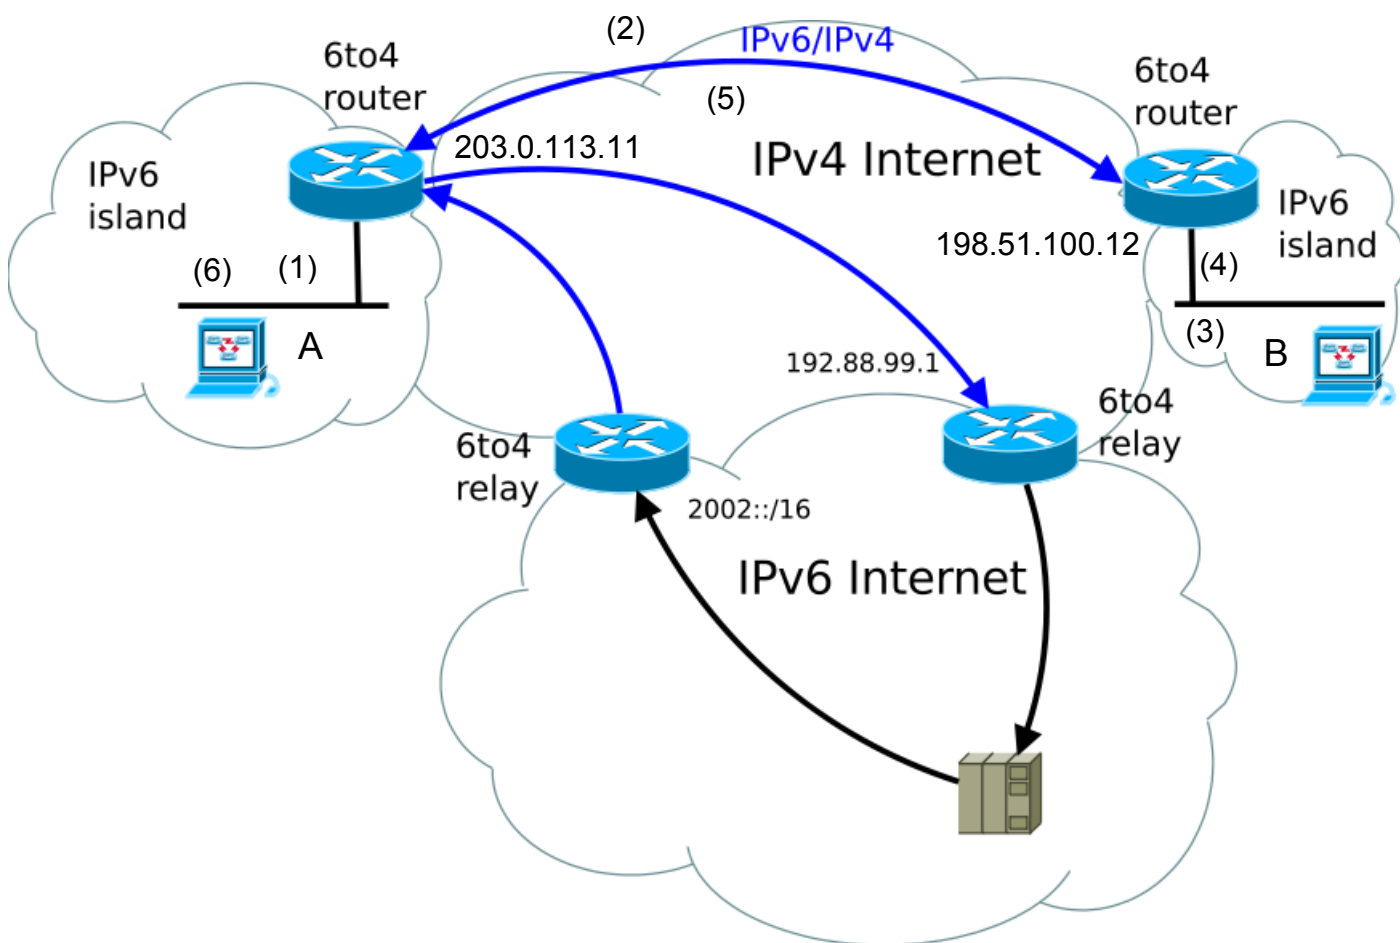 (2)
IPv6/IPv4
6to4
router
(5)
6to4
router
203.0.113.11
IPv4 Internet
IPv6
island
IPv6
island
198.51.100.12
(6)
(1)
(4)
(3)
A
B
192.88.99.1
6to4
relay
6to4
relay
2002::/16
IPv6 Internet